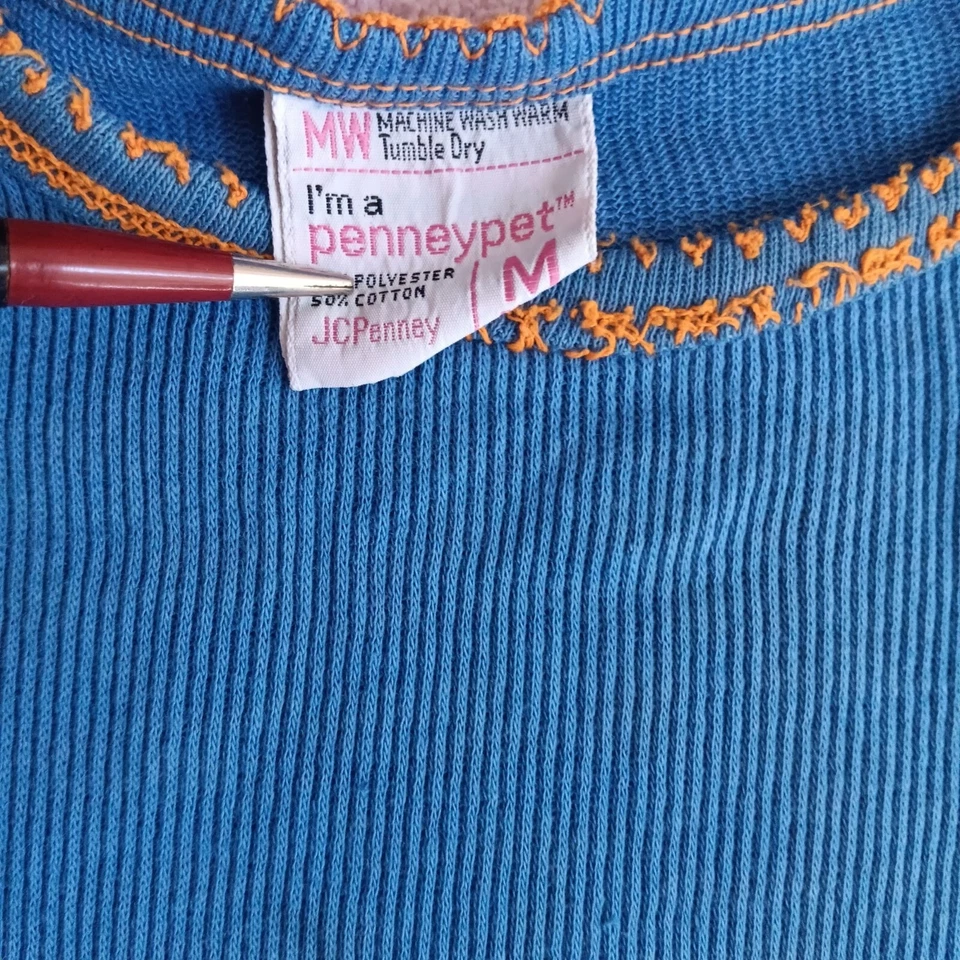 MW MACHINE WASH WARM
Tumble Dry
I'm a
penneypet™
POLYESTER
50% COTTON
M
JCPenney